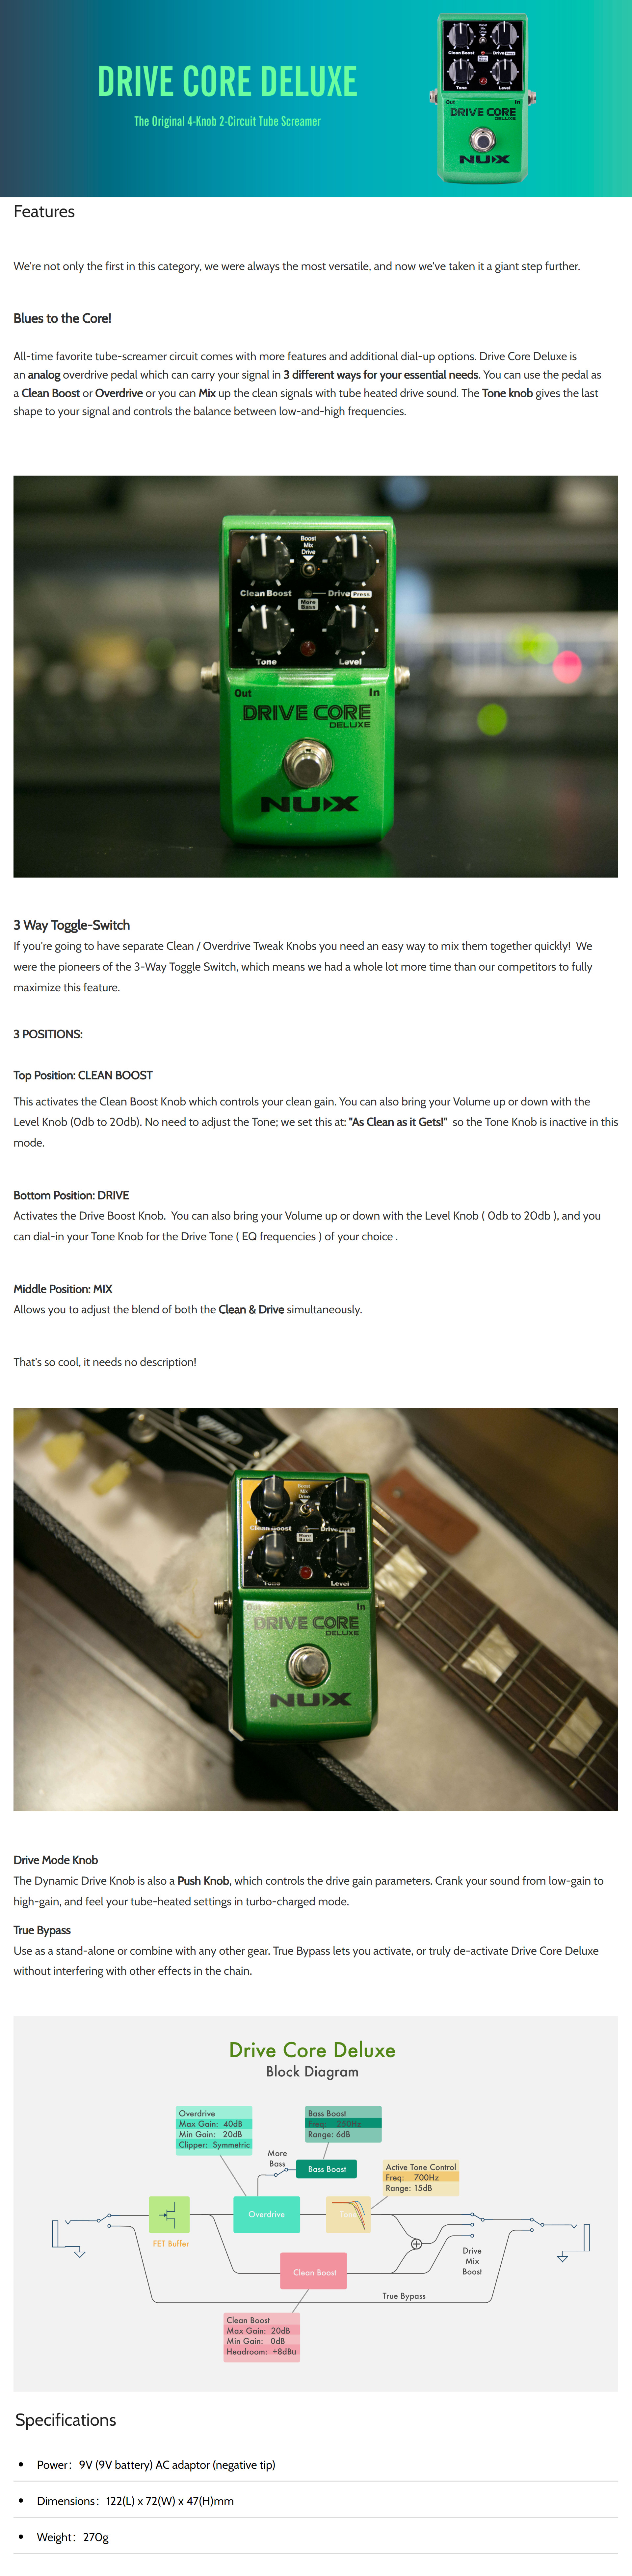 DRIVE CORE DELUXE
The Original 4-Knob 2-Circuit Tube Screamer
Boost
Mix
Drive
Clean Boost
Drive
Press
More
Bass
Tone
Level
Out
In
DRIVE CORE
DELUXE
NUX
Features
We're not only the first in this category, we were always the most versatile, and now we've taken it a giant step further.
Blues to the Core!
All-time favorite tube-screamer circuit comes with more features and additional dial-up options. Drive Core Deluxe is
an analog overdrive pedal which can carry your signal in 3 different ways for your essential needs. You can use the pedal as
a Clean Boost or Overdrive or you can Mix up the clean signals with tube heated drive sound. The Tone knob gives the last
shape to your signal and controls the balance between low-and-high frequencies.
Boost
Mix
Drive
Clean Boost
Drive
Press
More
Bass
Tone
Level
Out
In
DRIVE CORE
DELUXE
NUX
3 Way Toggle-Switch
If you're going to have separate Clean / Overdrive Tweak Knobs you need an easy way to mix them together quickly!  We
were the pioneers of the 3-Way Toggle Switch, which means we had a whole lot more time than our competitors to fully
maximize this feature.
3 POSITIONS:
Top Position: CLEAN BOOST
This activates the Clean Boost Knob which controls your clean gain. You can also bring your Volume up or down with the
Level Knob (0db to 20db). No need to adjust the Tone; we set this at: "As Clean as it Gets!"  so the Tone Knob is inactive in this
mode.
Bottom Position: DRIVE
Activates the Drive Boost Knob.  You can also bring your Volume up or down with the Level Knob ( 0db to 20db ), and you
can dial-in your Tone Knob for the Drive Tone ( EQ frequencies ) of your choice .
Middle Position: MIX
Allows you to adjust the blend of both the Clean & Drive simultaneously.
That's so cool, it needs no description!
Boost
Mix
Drive
Clean Boost
Drive
More
Bass
Tone
Level
Out
In
DRIVE CORE
DELUXE
NUX
Drive Mode Knob
The Dynamic Drive Knob is also a Push Knob, which controls the drive gain parameters. Crank your sound from low-gain to
high-gain, and feel your tube-heated settings in turbo-charged mode.
True Bypass
Use as a stand-alone or combine with any other gear. True Bypass lets you activate, or truly de-activate Drive Core Deluxe
without interfering with other effects in the chain.
Drive Core Deluxe
Block Diagram
Overdrive
Max Gain: 40dB
Min Gain: 20dB
Clipper: Symmetric
Bass Boost
Freq: 250Hz
Range: 6dB
More
Bass
Bass Boost
Active Tone Control
Freq: 700Hz
Range: 15dB
Overdrive
Tone
FET Buffer
Clean Boost
Drive
Mix
Boost
True Bypass
Clean Boost
Max Gain: 20dB
Min Gain: 0dB
Headroom: +8dBu
Specifications
• Power： 9V (9V battery) AC adaptor (negative tip)
• Dimensions： 122(L) x 72(W) x 47(H)mm
• Weight： 270g